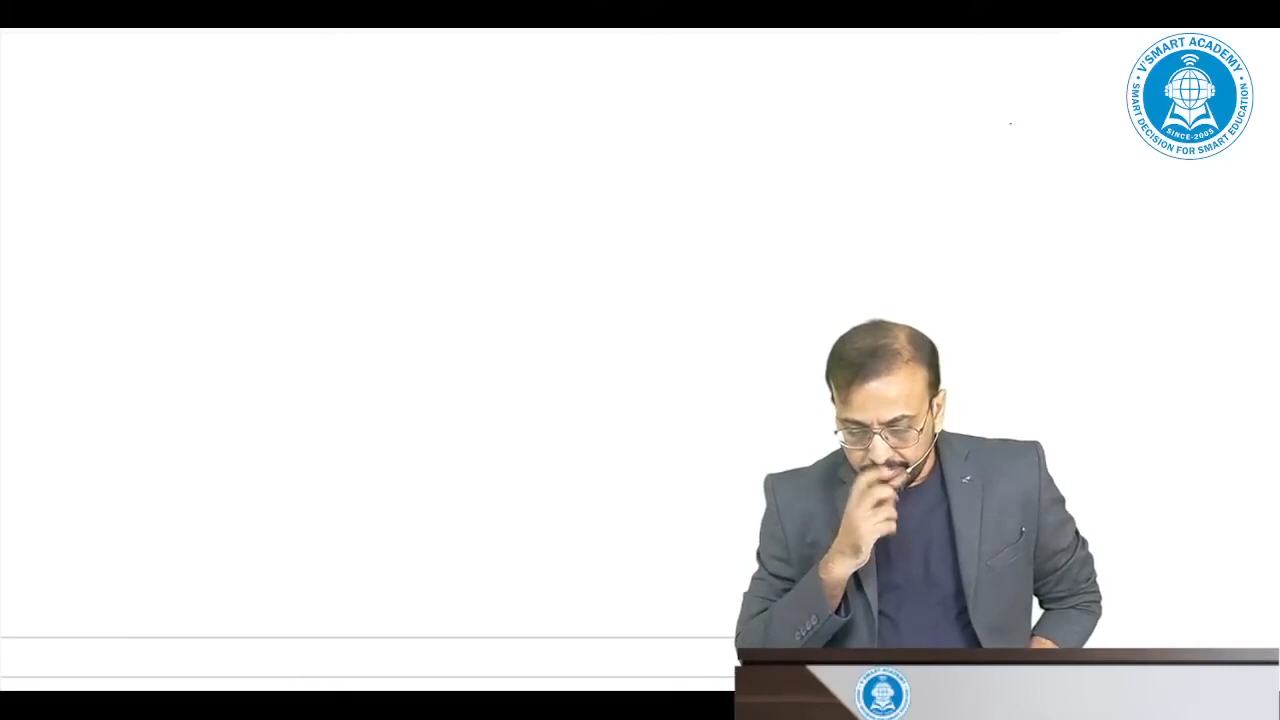 V'SMART ACADEMY
SINCE-2005
SMART DECISION FOR SMART EDUCATION